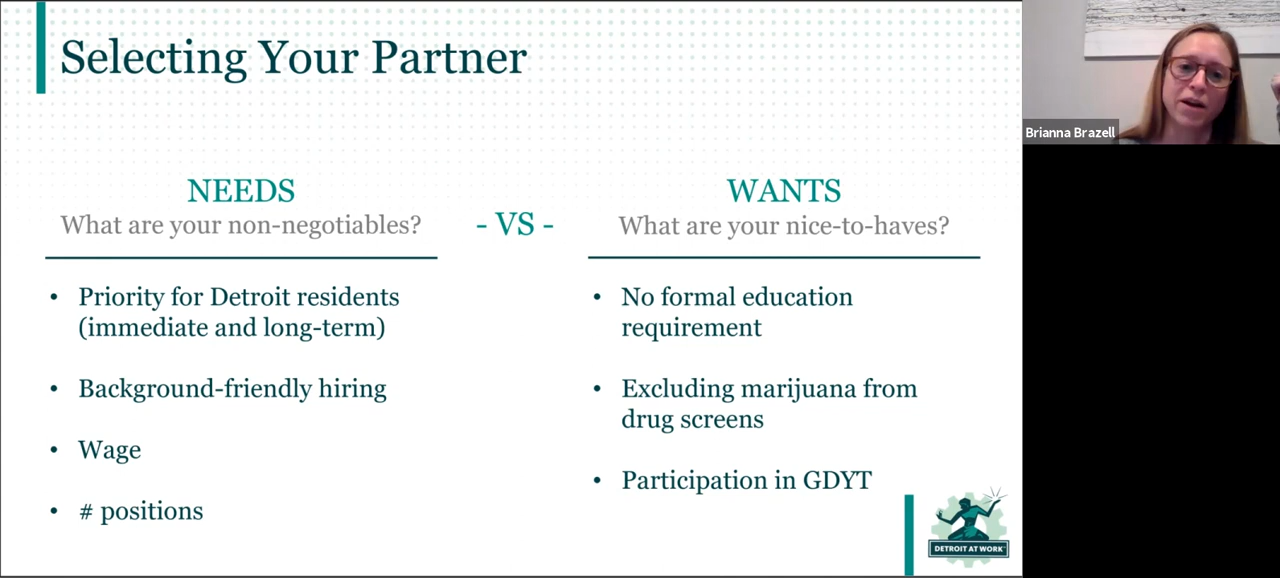 Selecting Your Partner
NEEDS
What are your non-negotiables?
- VS -
WANTS
What are your nice-to-haves?
• Priority for Detroit residents
(immediate and long-term)
• Background-friendly hiring
• Wage
• # positions
• No formal education
requirement
• Excluding marijuana from
drug screens
• Participation in GDYT
DETROIT AT WORK
Brianna Brazell